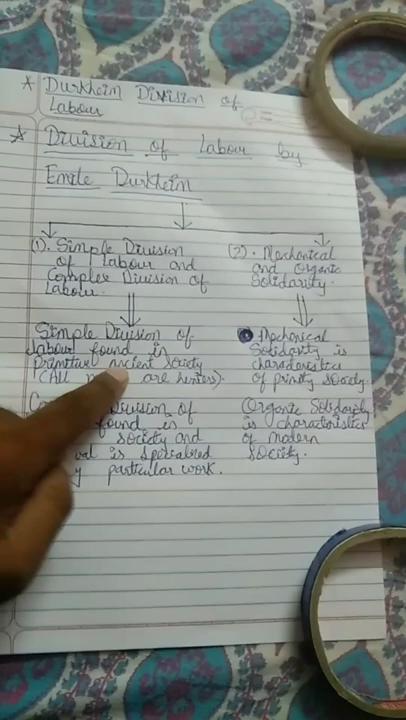 * Durkheim Division of
Labour
* Division of Labour by
Emile Durkheim
(1). Simple Division
of Labour and
Complex Division of
Labour.
(2). Mechanical
and Organic
Solidarity.
Simple Division of
labour found in
Primitive ancient society
(All are hunters).
Division of
found in
society and
is specialised
particular work.
Mechanical
Solidarity is
characteristics
of society.
Organic Solidarity
is characteristics
of modern
society.